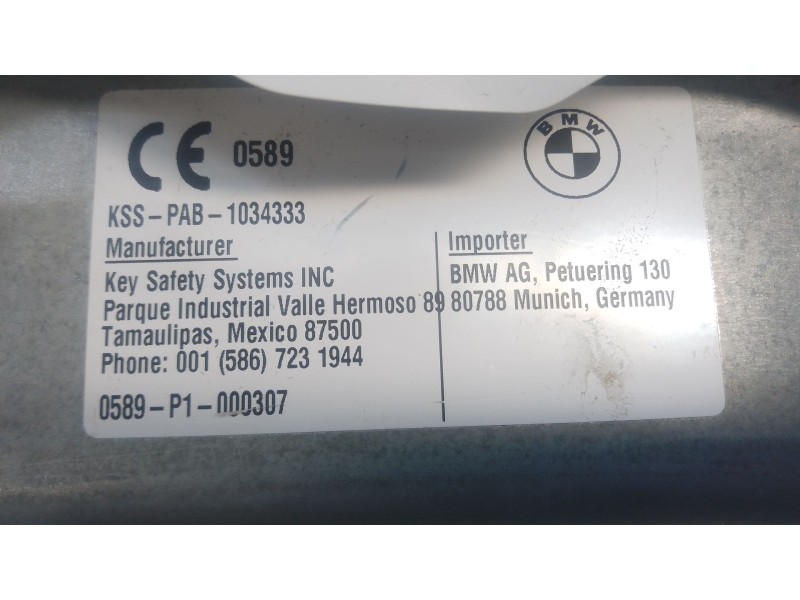 CE 0589
BMW
KSS-PAB-1034333
Manufacturer
Key Safety Systems INC
Parque Industrial Valle Hermoso 89
Tamaulipas, Mexico 87500
Phone: 001 (586) 723 1944
0589-P1-000307
Importer
BMW AG, Petuering 130
80788 Munich, Germany